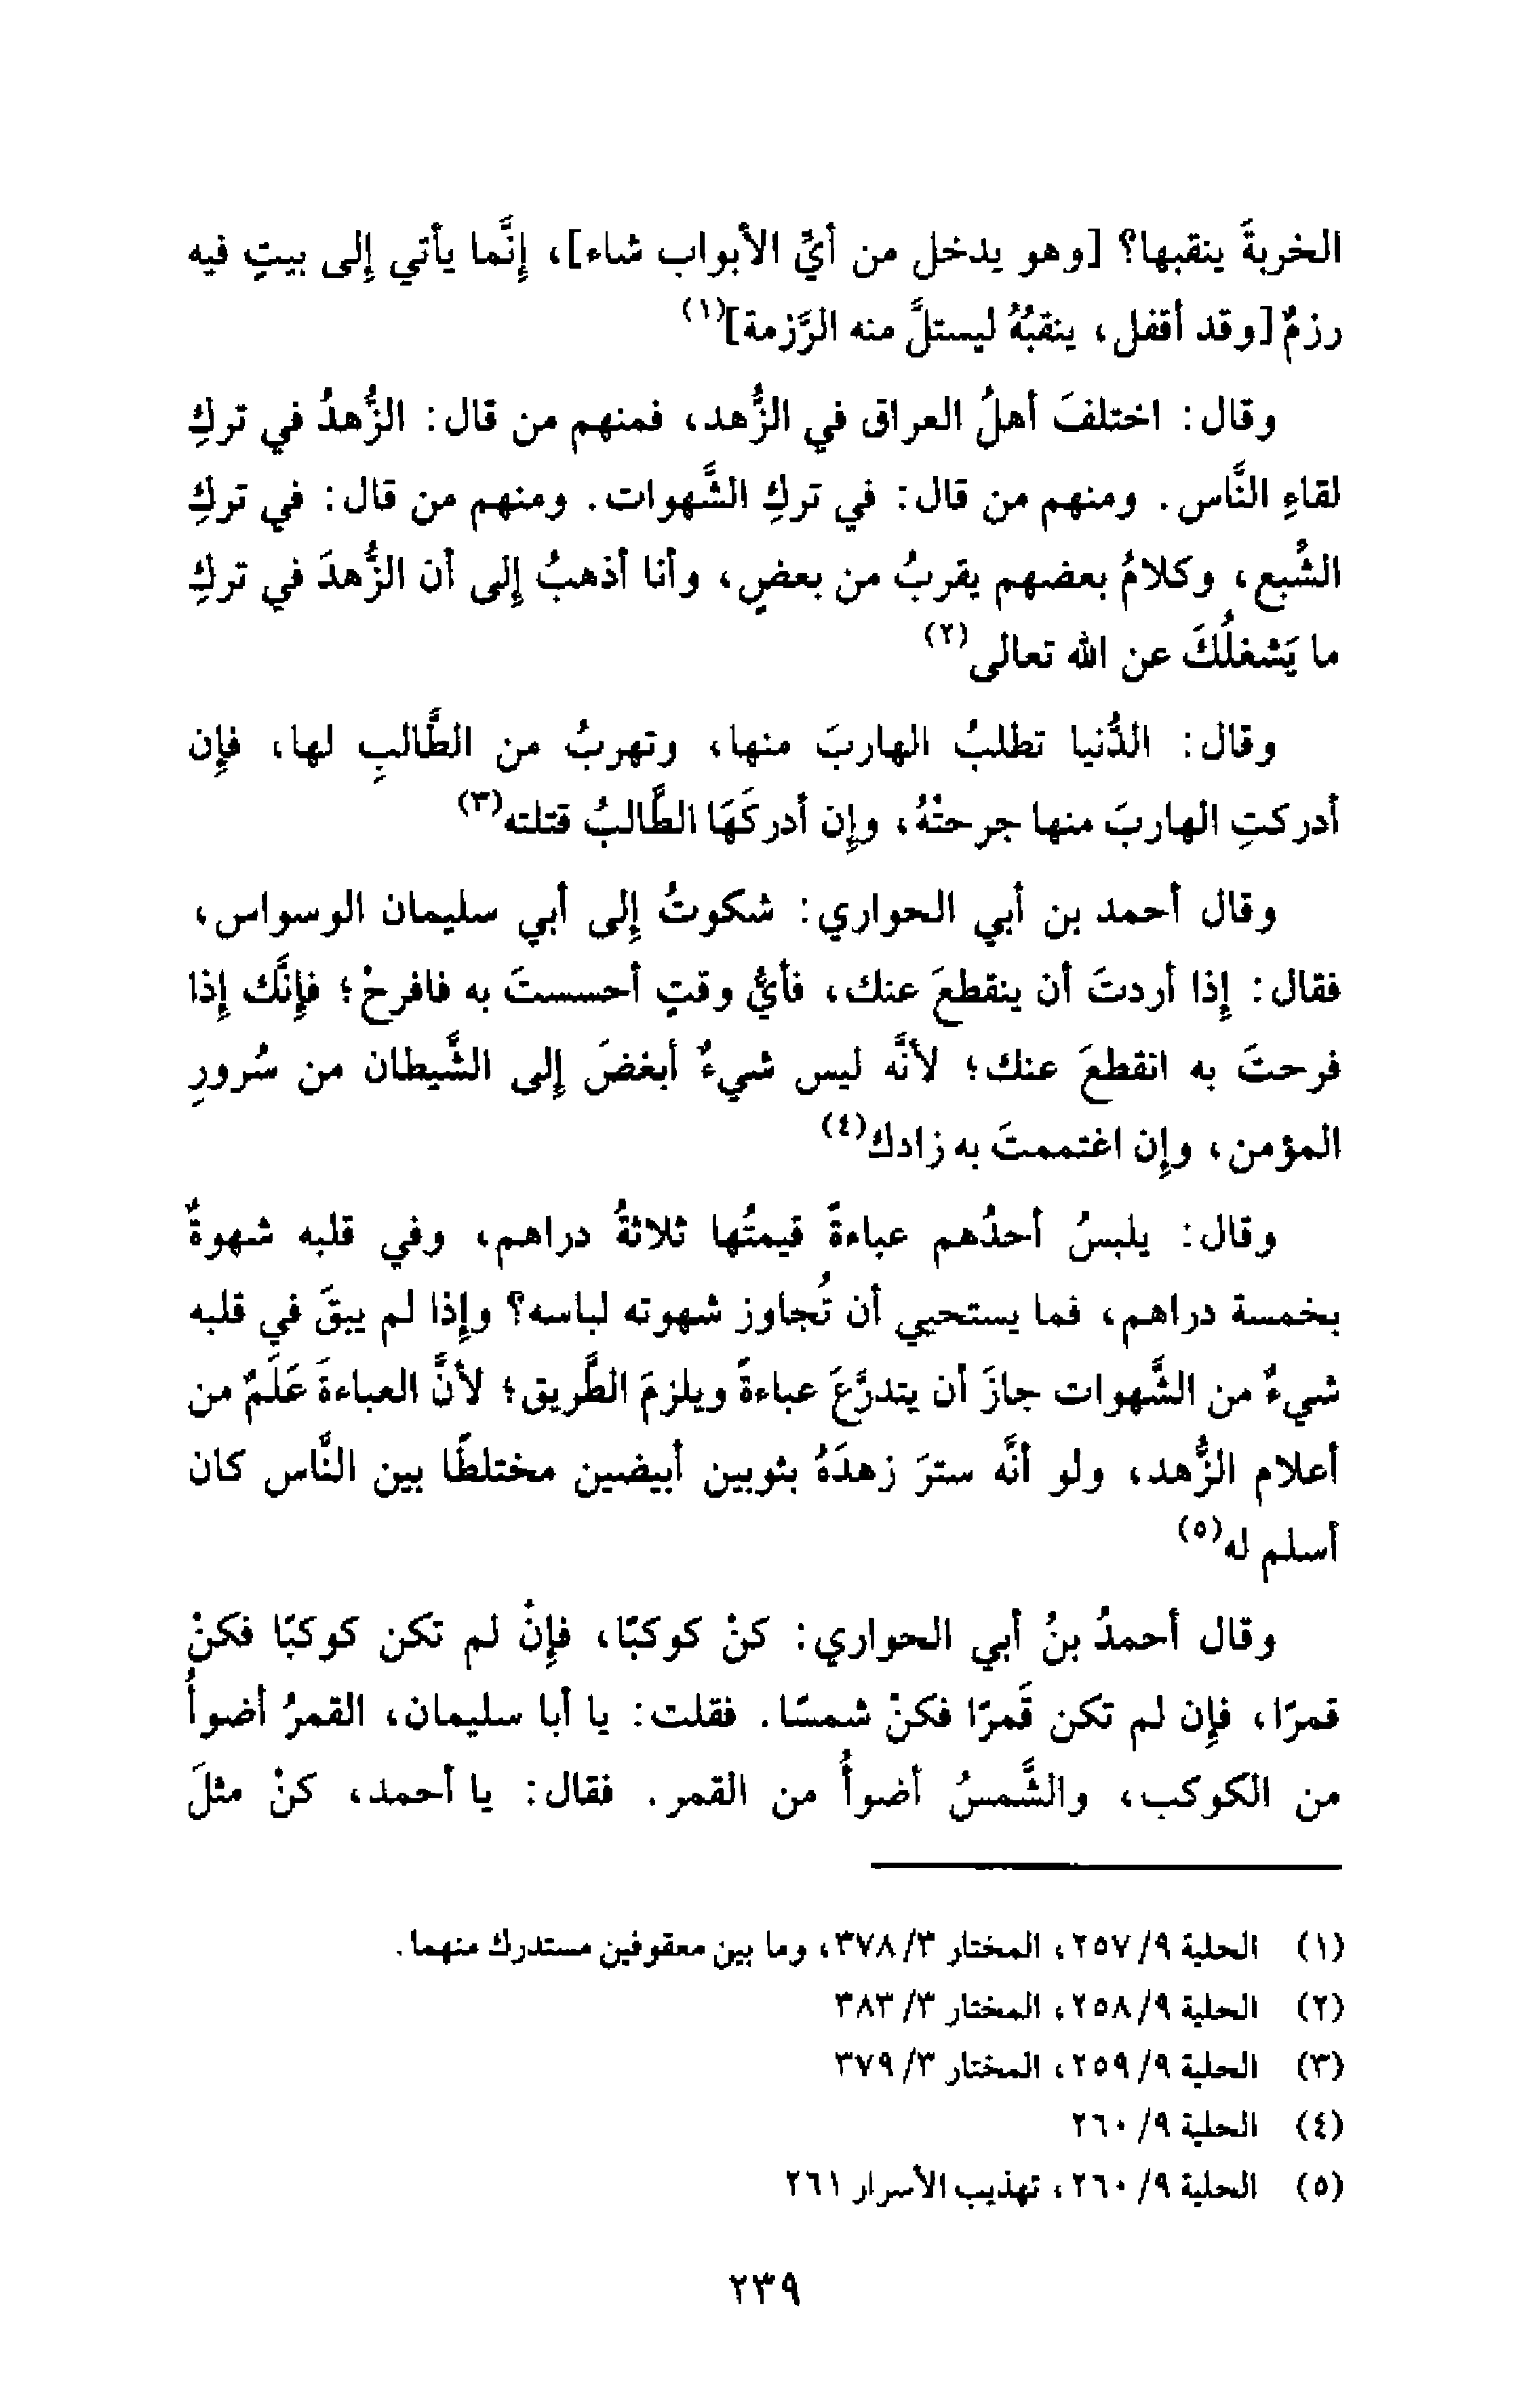 الخربةَ ينقبها؟ [وهو يدخل من أيِّ الأبواب شاء]، إنَّما يأتي إلى بيتٍ فيه
رزمٌ [وقد أقفل، ينقبُهُ ليستلَّ منه الرِّزمة](١)
وقال: اختلفَ أهلُ العراق في الزُّهد، فمنهم من قال: الزُّهدُ في تركِ
لقاءِ النَّاس. ومنهم من قال: في تركِ الشَّهوات. ومنهم من قال: في تركِ
الشِّبع، وكلامُ بعضهم يقربُ من بعضٍ، وأنا أذهبُ إلى أن الزُّهدَ في تركِ
ما يَشغلُكَ عن الله تعالى(٢)
وقال: الدُّنيا تطلبُ الهاربَ منها، وتهربُ من الطَّالبِ لها، فإن
أدركتِ الهاربَ منها جرحتْهُ، وإن أدركَهَا الطَّالبُ قتلته(٣)
وقال أحمد بن أبي الحواري: شكوتُ إلى أبي سليمان الوسواس،
فقال: إذا أردتَ أن ينقطعَ عنك، فأيُّ وقتٍ أحسستَ به فافرحْ؛ فإنَّك إذا
فرحتَ به انقطعَ عنك؛ لأنَّه ليس شيءٌ أبغضَ إلى الشَّيطان من سُرورِ
المؤمن، وإن اغتممتَ به زادك(٤)
وقال: يلبسُ أحدُهم عباءةً قيمتُها ثلاثةُ دراهم، وفي قلبه شهوةٌ
بخمسة دراهم، فما يستحيي أن تُجاوز شهوته لباسه؟ وإذا لم يبقَ في قلبه
شيءٌ من الشَّهوات جازَ أن يتدرَّعَ عباءةً ويلزمَ الطَّريق؛ لأنَّ العباءةَ عَلَمٌ من
أعلام الزُّهد، ولو أنَّه سترَ زهدَهُ بثوبين أبيضين مختلطًا بين النَّاس كان
أسلم له(٥)
وقال أحمدُ بنُ أبي الحواري: كنْ كوكبًا، فإنْ لم تكن كوكبًا فكنْ
قمرًا، فإن لم تكن قَمرًا فكنْ شمسًا. فقلت: يا أبا سليمان، القمرُ أضوأُ
من الكوكب، والشَّمسُ أضوأُ من القمر. فقال: يا أحمد، كنْ مثلَ
(١) الحلية ٩/ ٢٥٧، المختار ٣/ ٣٧٨، وما بين معقوفين مستدرك منهما.
(٢) الحلية ٩/ ٢٥٨، المختار ٣/ ٣٨٣
(٣) الحلية ٩/ ٢٥٩، المختار ٣/ ٣٧٩
(٤) الحلية ٩/ ٢٦٠
(٥) الحلية ٩/ ٢٦٠، تهذيب الأسرار ٢٦١
٢٣٩